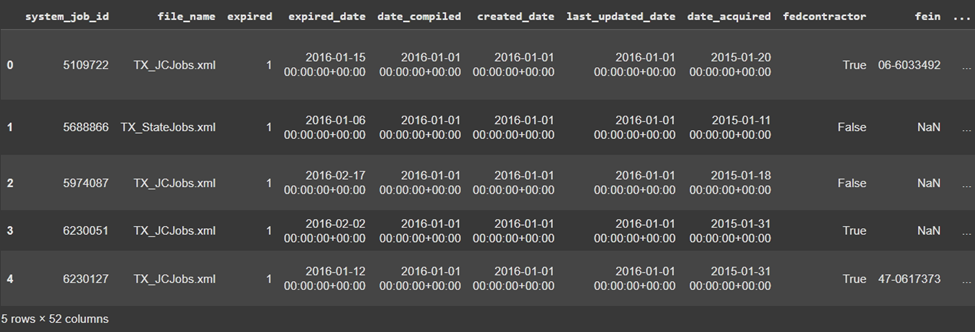 system_job_id file_name expired expired_date date_compiled created_date last_updated_date date_acquired fedcontractor fein ...
0 5109722 TX_JCJobs.xml 1 2016-01-15 00:00:00+00:00 2016-01-01 00:00:00+00:00 2016-01-01 00:00:00+00:00 2016-01-01 00:00:00+00:00 2015-01-20 00:00:00+00:00 True 06-6033492 ...
1 5688866 TX_StateJobs.xml 1 2016-01-06 00:00:00+00:00 2016-01-01 00:00:00+00:00 2016-01-01 00:00:00+00:00 2016-01-01 00:00:00+00:00 2015-01-11 00:00:00+00:00 False NaN ...
2 5974087 TX_JCJobs.xml 1 2016-02-17 00:00:00+00:00 2016-01-01 00:00:00+00:00 2016-01-01 00:00:00+00:00 2016-01-01 00:00:00+00:00 2015-01-18 00:00:00+00:00 False NaN ...
3 6230051 TX_JCJobs.xml 1 2016-02-02 00:00:00+00:00 2016-01-01 00:00:00+00:00 2016-01-01 00:00:00+00:00 2016-01-01 00:00:00+00:00 2015-01-31 00:00:00+00:00 True NaN ...
4 6230127 TX_JCJobs.xml 1 2016-01-12 00:00:00+00:00 2016-01-01 00:00:00+00:00 2016-01-01 00:00:00+00:00 2016-01-01 00:00:00+00:00 2015-01-31 00:00:00+00:00 True 47-0617373 ...
5 rows × 52 columns